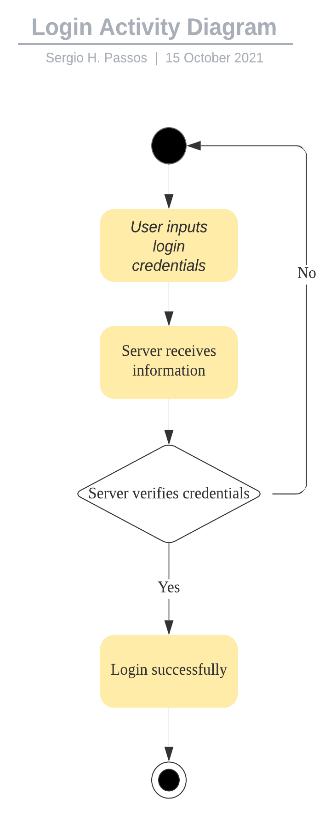 Login Activity Diagram
Sergio H. Passos | 15 October 2021
User inputs
login
credentials
No
Server receives
information
Server verifies credentials
Yes
Login successfully